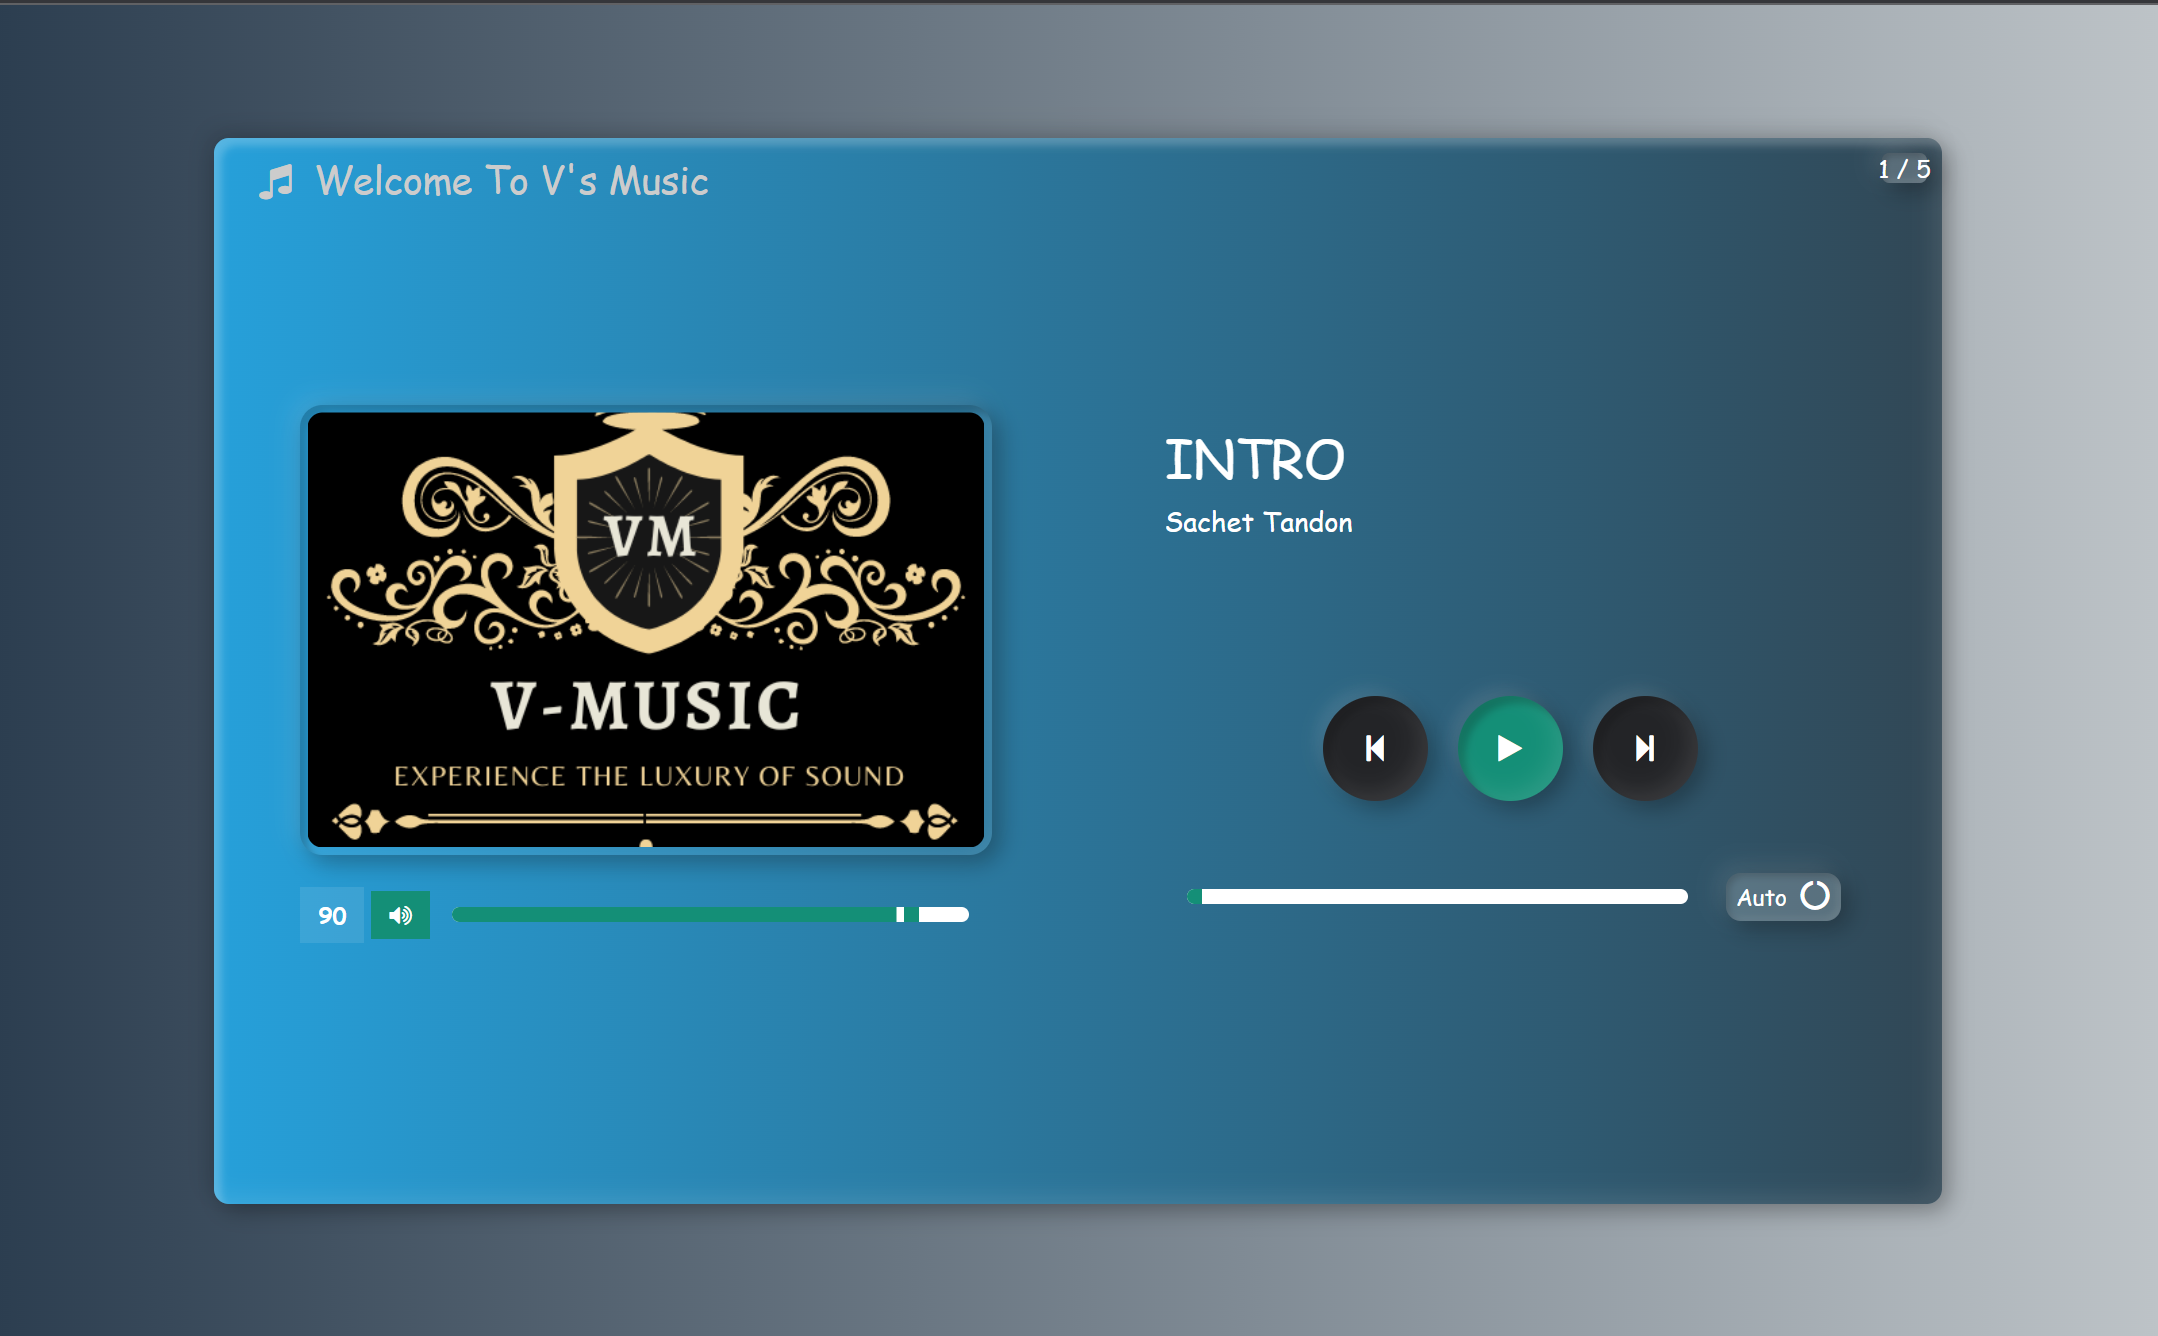 Welcome To V's Music
1 / 5
VM
V-MUSIC
EXPERIENCE THE LUXURY OF SOUND
INTRO
Sachet Tandon
90
Auto